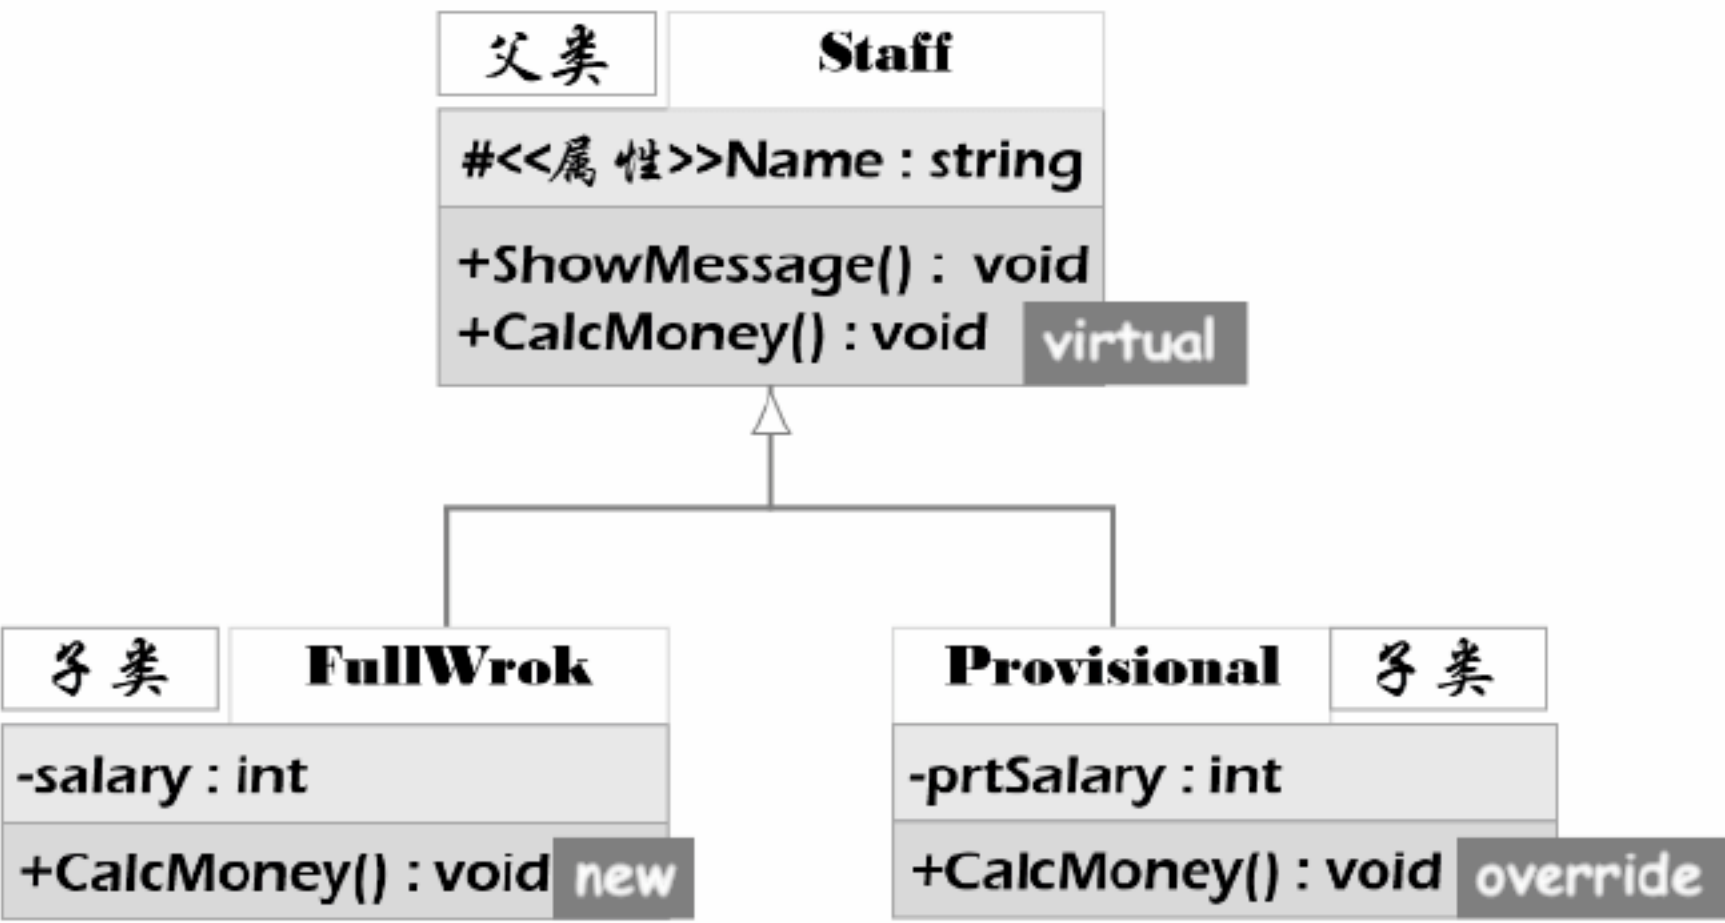 父类 Staff
#<<属性>>Name : string
+ShowMessage() : void
+CalcMoney() : void virtual
子类 FullWrok
-salary : int
+CalcMoney() : void new
Provisional 子类
-prtSalary : int
+CalcMoney() : void override